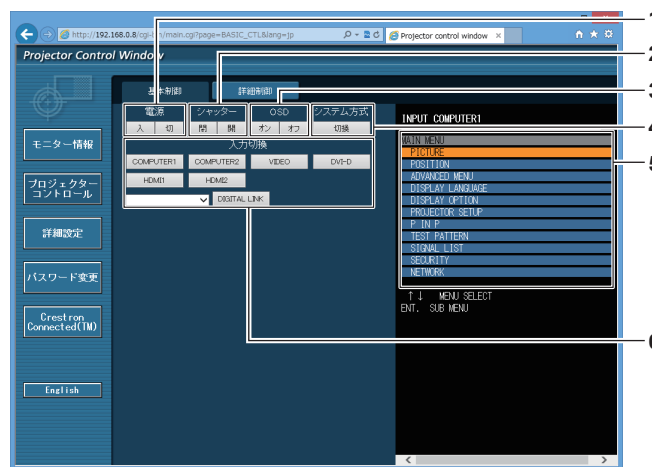 http://192.168.0.8/cgi-bin/main.cgi?page=BASIC_CTL&lang=jp
Projector control window
Projector Control Window
基本制御
詳細制御
電源
シャッター
OSD
システム方式
入
切
閉
開
オン
オフ
切換
入力切換
COMPUTER1
COMPUTER2
VIDEO
DVI-D
HDMI1
HDMI2
DIGITAL LINK
モニター情報
プロジェクター
コントロール
詳細設定
パスワード変更
Crestron
Connected(TM)
English
INPUT COMPUTER1
MAIN MENU
PICTURE
POSITION
ADVANCED MENU
DISPLAY LANGUAGE
DISPLAY OPTION
PROJECTOR SETUP
P IN P
TEST PATTERN
SIGNAL LIST
SECURITY
NETWORK
↑↓ MENU SELECT
ENT. SUB MENU
1
2
3
4
5
6